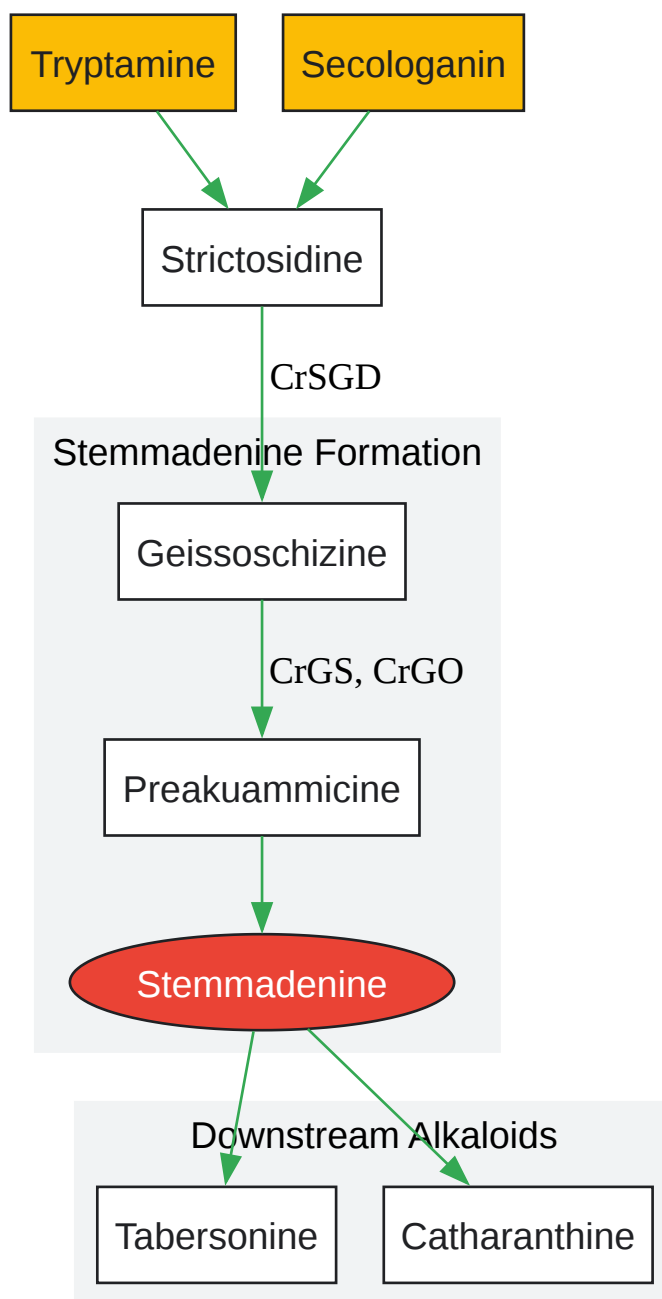 Tryptamine
Secologanin
Strictosidine
CrSGD
Stemmadenine Formation
Geissoschizine
CrGS, CrGO
Preakuammicine
Stemmadenine
Downstream Alkaloids
Tabersonine
Catharanthine